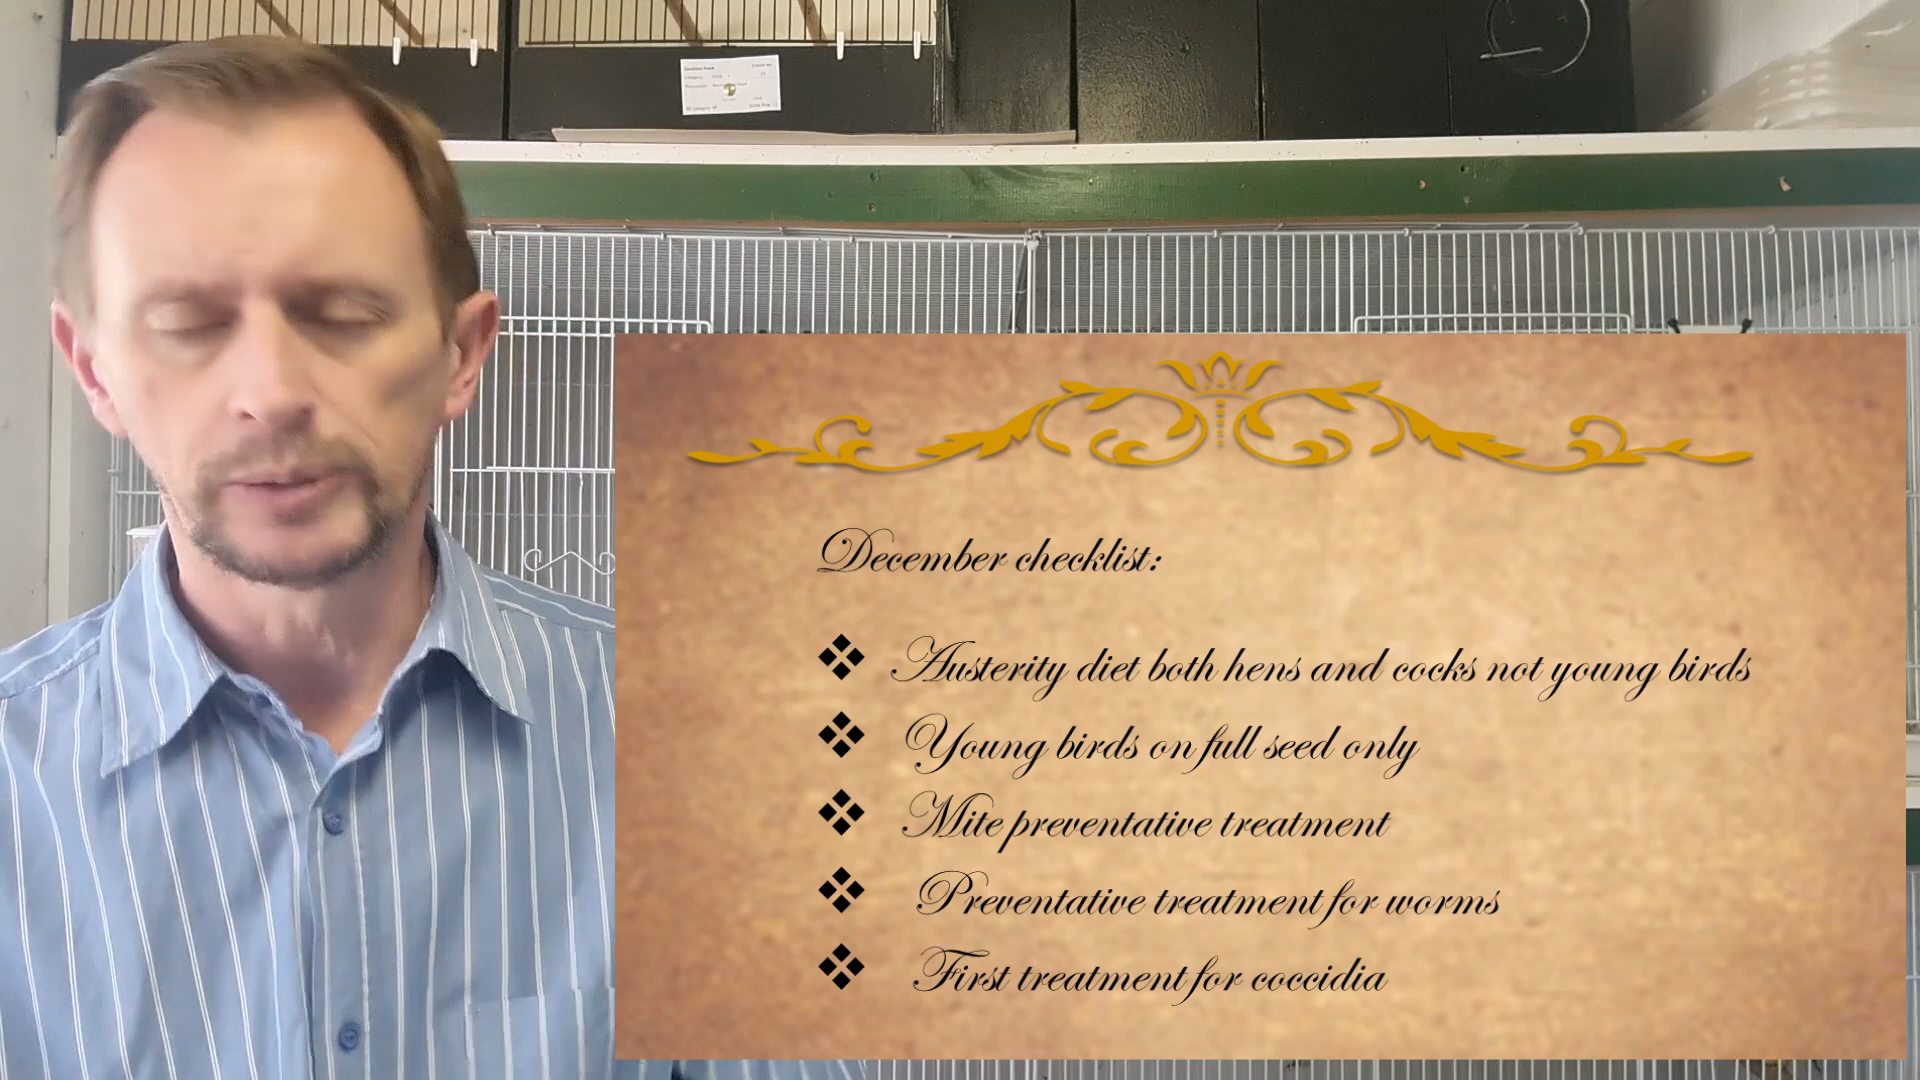 December checklist:
Austerity diet both hens and cocks not young birds
Young birds on full seed only
Mite preventative treatment
Preventative treatment for worms
First treatment for coccidia